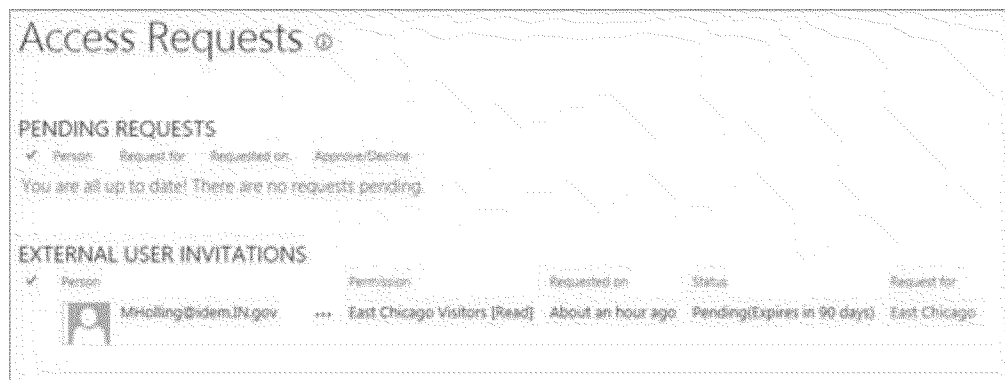 Access Requests
PENDING REQUESTS
✓ Person Request for Requested on Approve/Decline
You are all up to date! There are no requests pending.
EXTERNAL USER INVITATIONS
✓ Person Permission Requested on Status Request for
MHolling@idem.IN.gov ... East Chicago Visitors [Read] About an hour ago Pending(Expires in 90 days) East Chicago